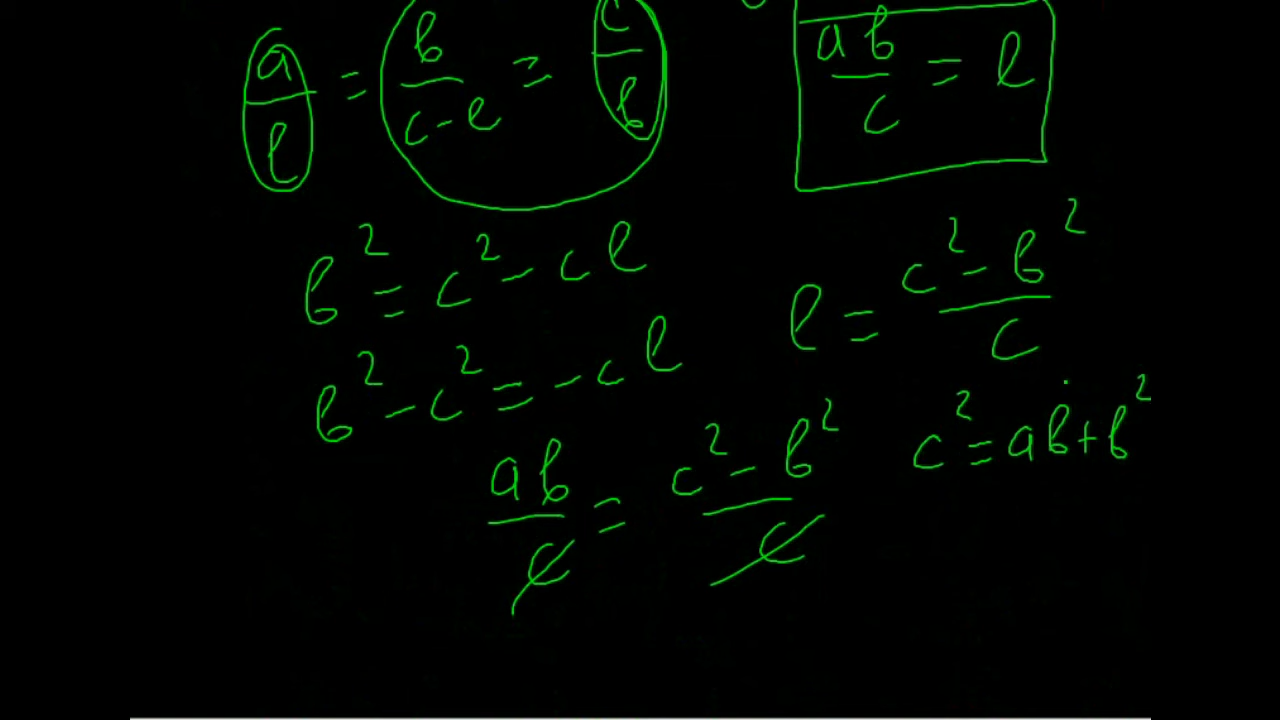 a/l = b/(c-l) = c/b
ab/c = l
b² = c² - cl
l = (c² - b²)/c
b² - c² = -cl
c² = ab + b²
ab/c = (c² - b²)/c